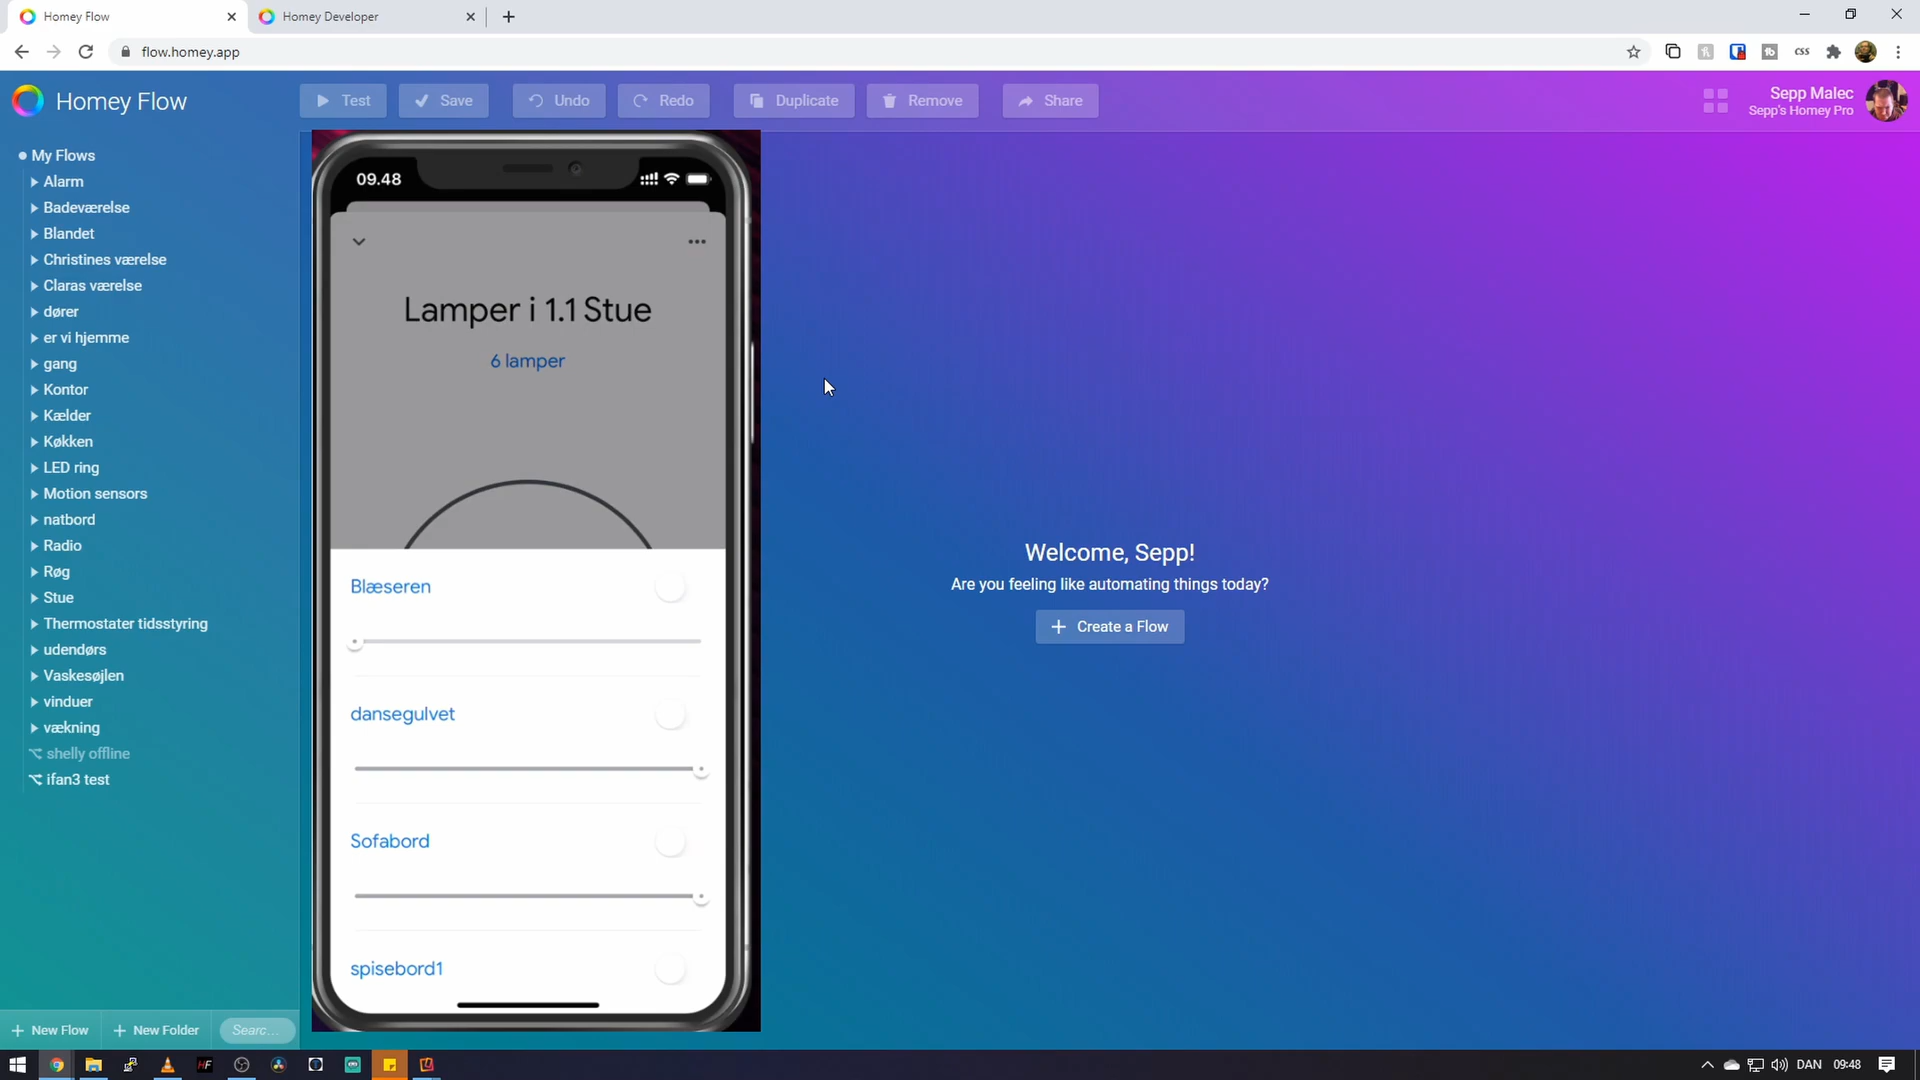 Homey Flow
Homey Developer
flow.homey.app
CSS
Homey Flow
Test
Save
Undo
Redo
Duplicate
Remove
Share
Sepp Malec
Sepp's Homey Pro
My Flows
Alarm
Badeværelse
Blandet
Christines værelse
Claras værelse
dører
er vi hjemme
gang
Kontor
Kælder
Køkken
LED ring
Motion sensors
natbord
Radio
Røg
Stue
Thermostater tidsstyring
udendørs
Vaskesøjlen
vinduer
vækning
shelly offline
ifan3 test
New Flow
New Folder
Searc...
09.48
Lamper i 1.1 Stue
6 lamper
Blæseren
dansegulvet
Sofabord
spisebord1
Welcome, Sepp!
Are you feeling like automating things today?
Create a Flow
HF
DAN
09:48